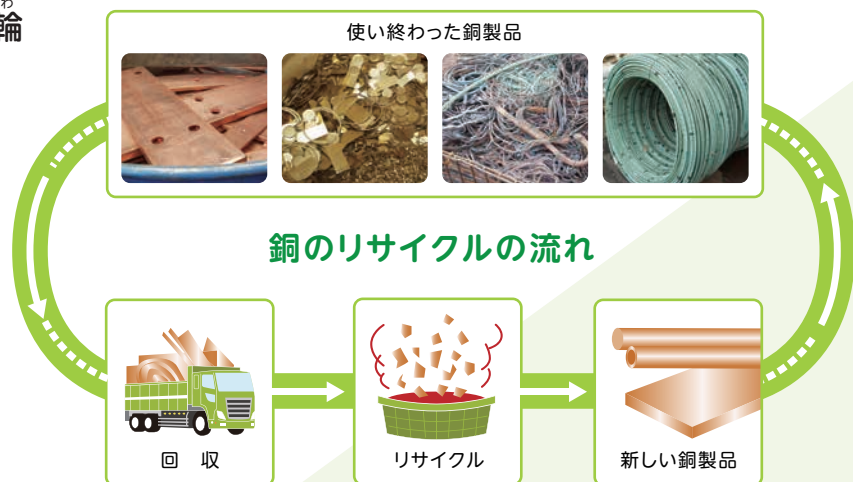 わ
輪
使い終わった銅製品
銅のリサイクルの流れ
回 収
リサイクル
新しい銅製品